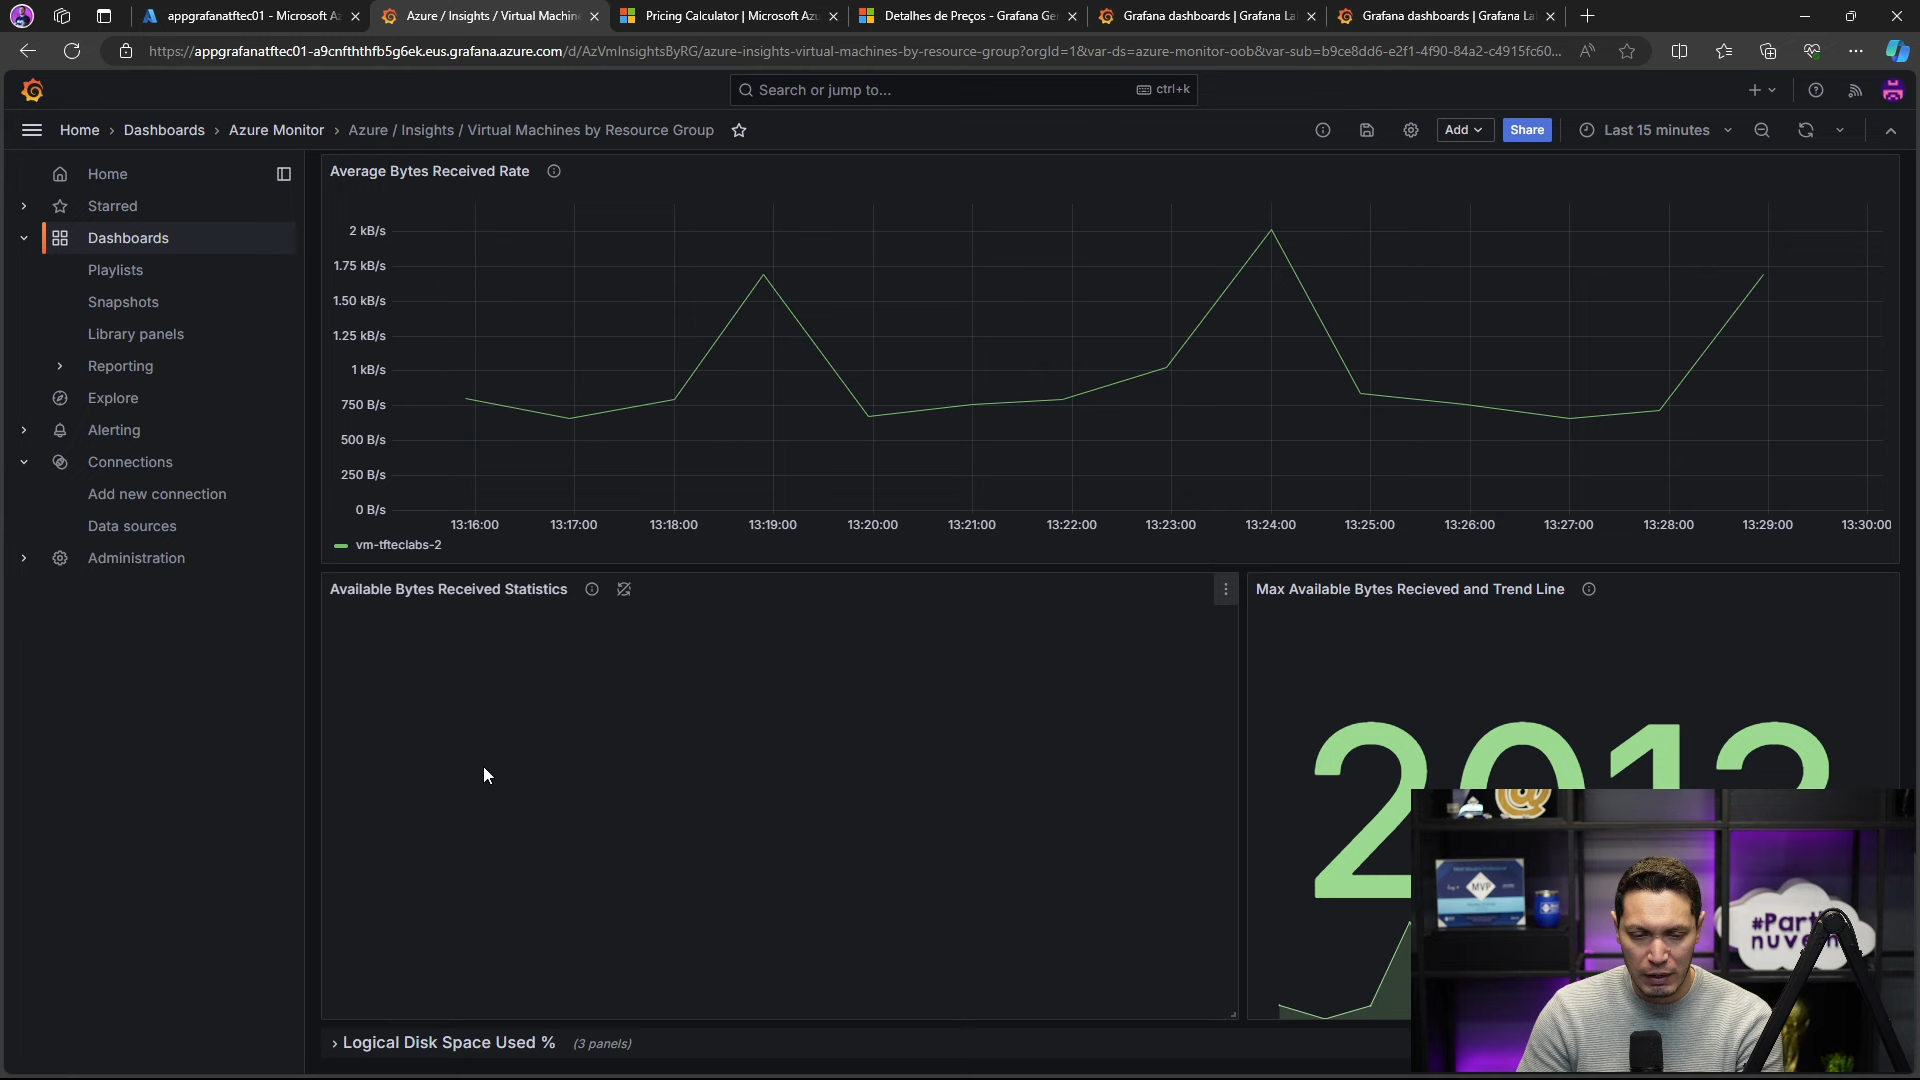 appgrafanatftec01 - Microsoft A
Azure / Insights / Virtual Machin
Pricing Calculator | Microsoft Azu
Detalhes de Preços - Grafana Ge
Grafana dashboards | Grafana La
Grafana dashboards | Grafana La
https://appgrafanatftec01-a9cnfththfb5g6ek.eus.grafana.azure.com/d/AzVmInsightsByRG/azure-insights-virtual-machines-by-resource-group?orgId=1&var-ds=azure-monitor-oob&var-sub=b9ce8dd6-e2f1-4f90-84a2-c4915fc60...
Search or jump to...
ctrl+k
Home › Dashboards › Azure Monitor › Azure / Insights / Virtual Machines by Resource Group
Add
Share
Last 15 minutes
Home
Starred
Dashboards
Playlists
Snapshots
Library panels
Reporting
Explore
Alerting
Connections
Add new connection
Data sources
Administration
Average Bytes Received Rate
2 kB/s
1.75 kB/s
1.50 kB/s
1.25 kB/s
1 kB/s
750 B/s
500 B/s
250 B/s
0 B/s
13:16:00 13:17:00 13:18:00 13:19:00 13:20:00 13:21:00 13:22:00 13:23:00 13:24:00 13:25:00 13:26:00 13:27:00 13:28:00 13:29:00 13:30:00
vm-tfteclabs-2
Available Bytes Received Statistics
Max Available Bytes Recieved and Trend Line
MVP
#Parti
nuvem
Logical Disk Space Used % (3 panels)